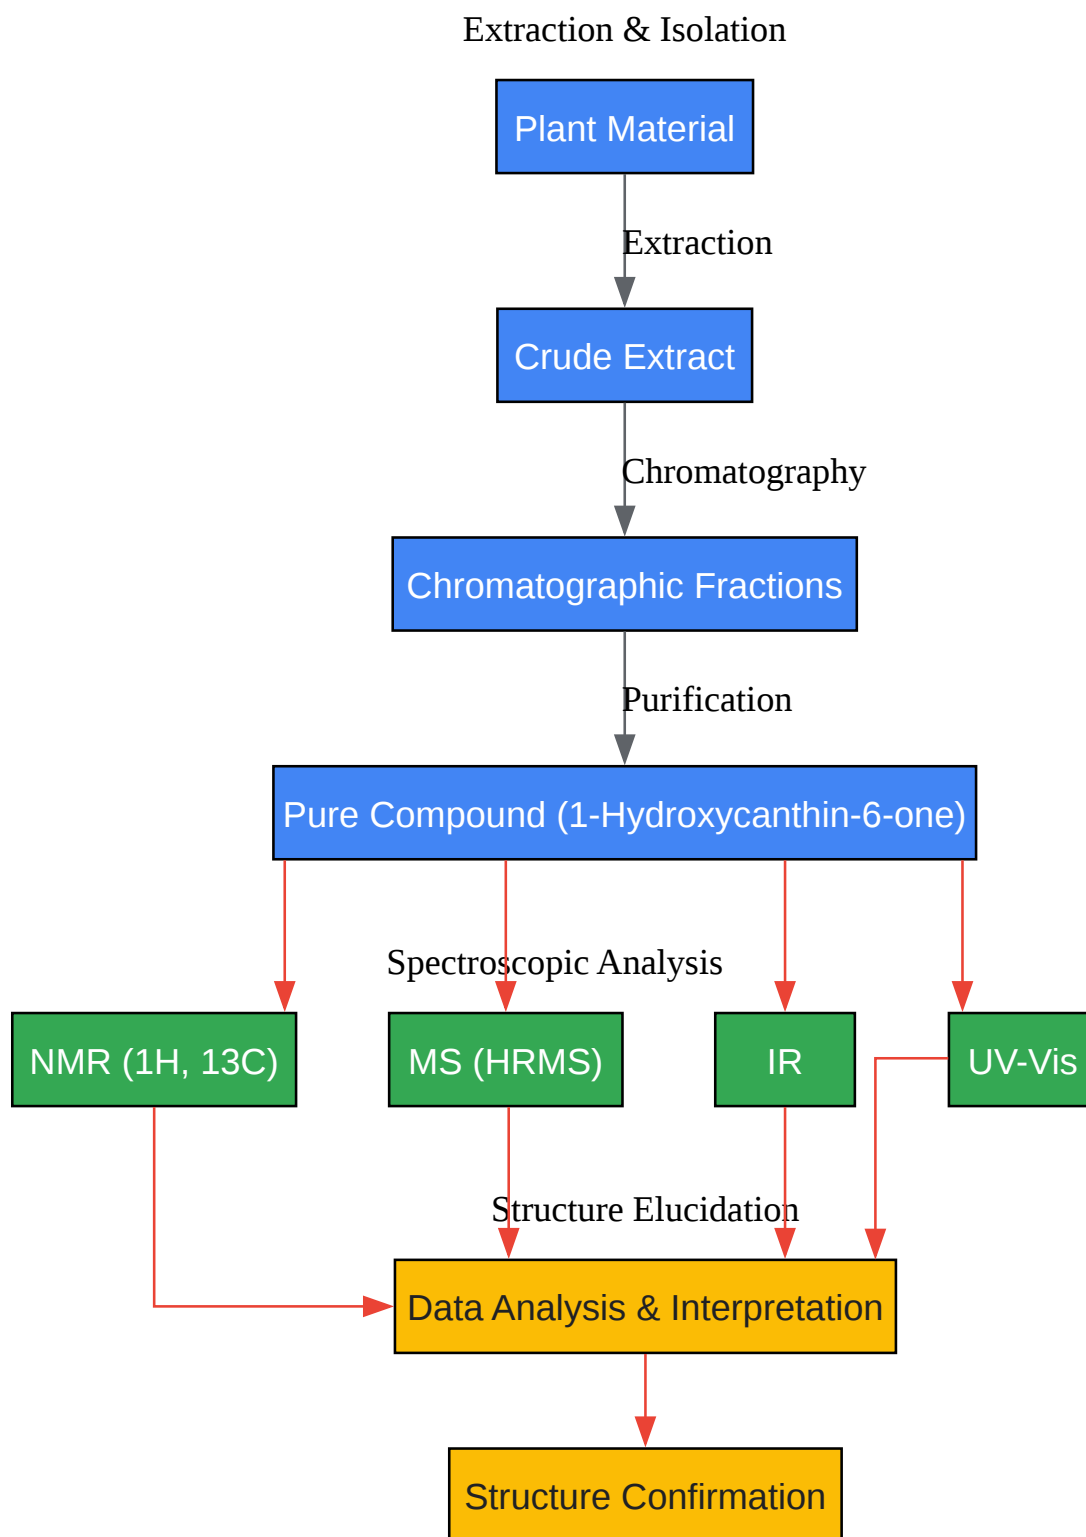 Extraction & Isolation
Plant Material
Extraction
Crude Extract
Chromatography
Chromatographic Fractions
Purification
Pure Compound (1-Hydroxycanthin-6-one)
Spectroscopic Analysis
NMR (1H, 13C)
MS (HRMS)
IR
UV-Vis
Structure Elucidation
Data Analysis & Interpretation
Structure Confirmation